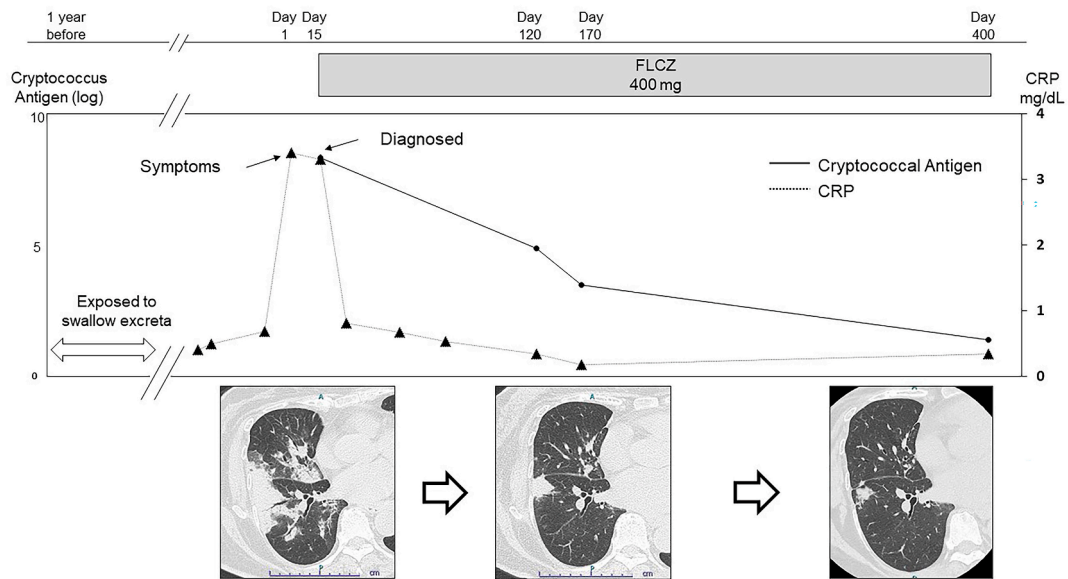 1 year
before
Day
1
Day
15
Day
120
Day
170
Day
400
FLCZ
400 mg
Cryptococcus
Antigen (log)
CRP
mg/dL
10
5
0
4
3
2
1
0
Symptoms
Diagnosed
Cryptococcal Antigen
CRP
Exposed to
swallow excreta
A
P
cm
A
P
cm
A